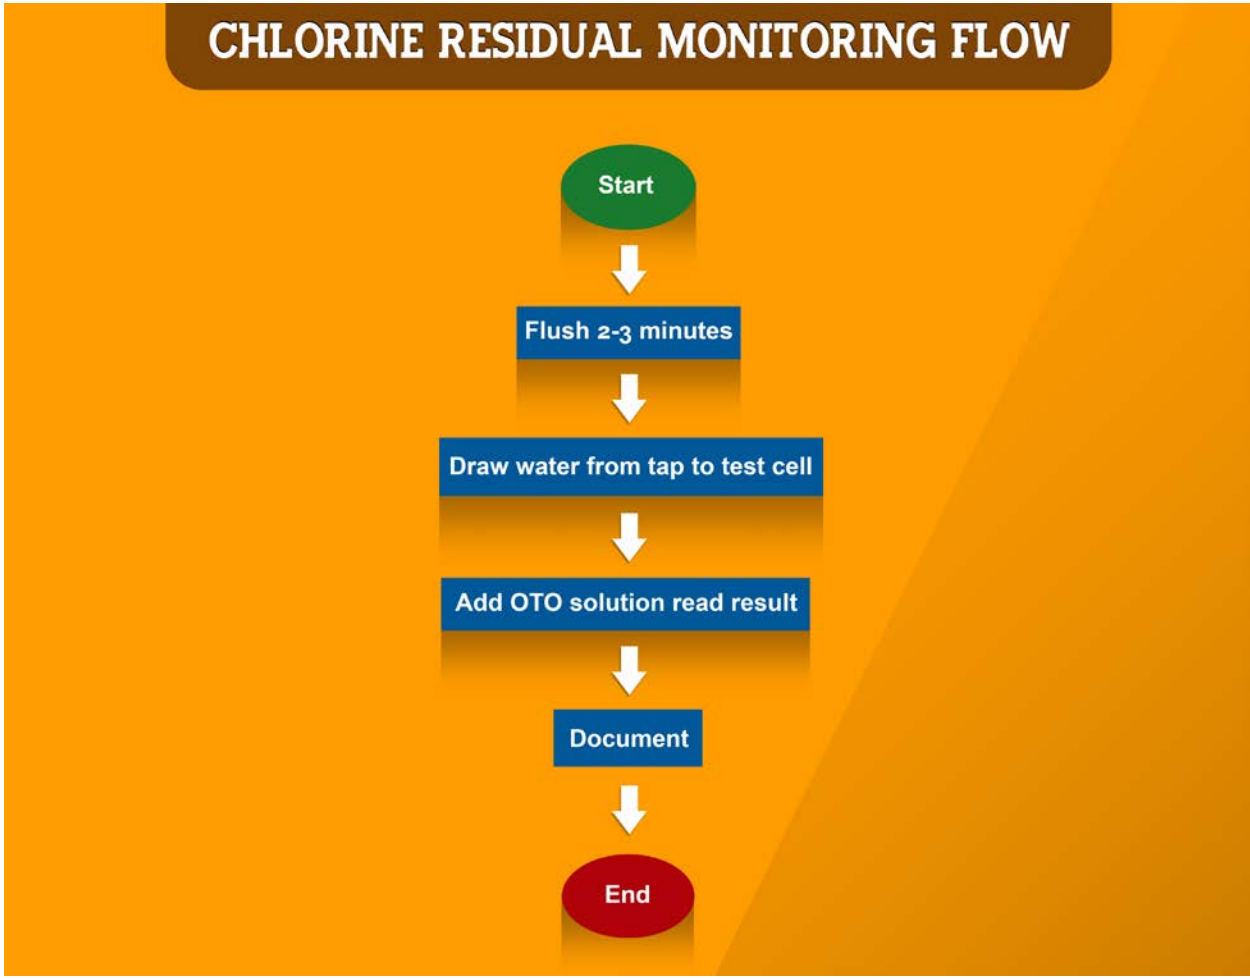 CHLORINE RESIDUAL MONITORING FLOW
Start
Flush 2-3 minutes
Draw water from tap to test cell
Add OTO solution read result
Document
End